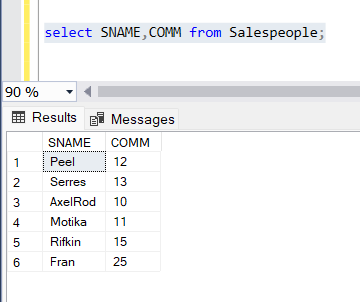 select SNAME,COMM from Salespeople;
90 %
Results Messages
SNAME COMM
1 Peel 12
2 Serres 13
3 AxelRod 10
4 Motika 11
5 Rifkin 15
6 Fran 25